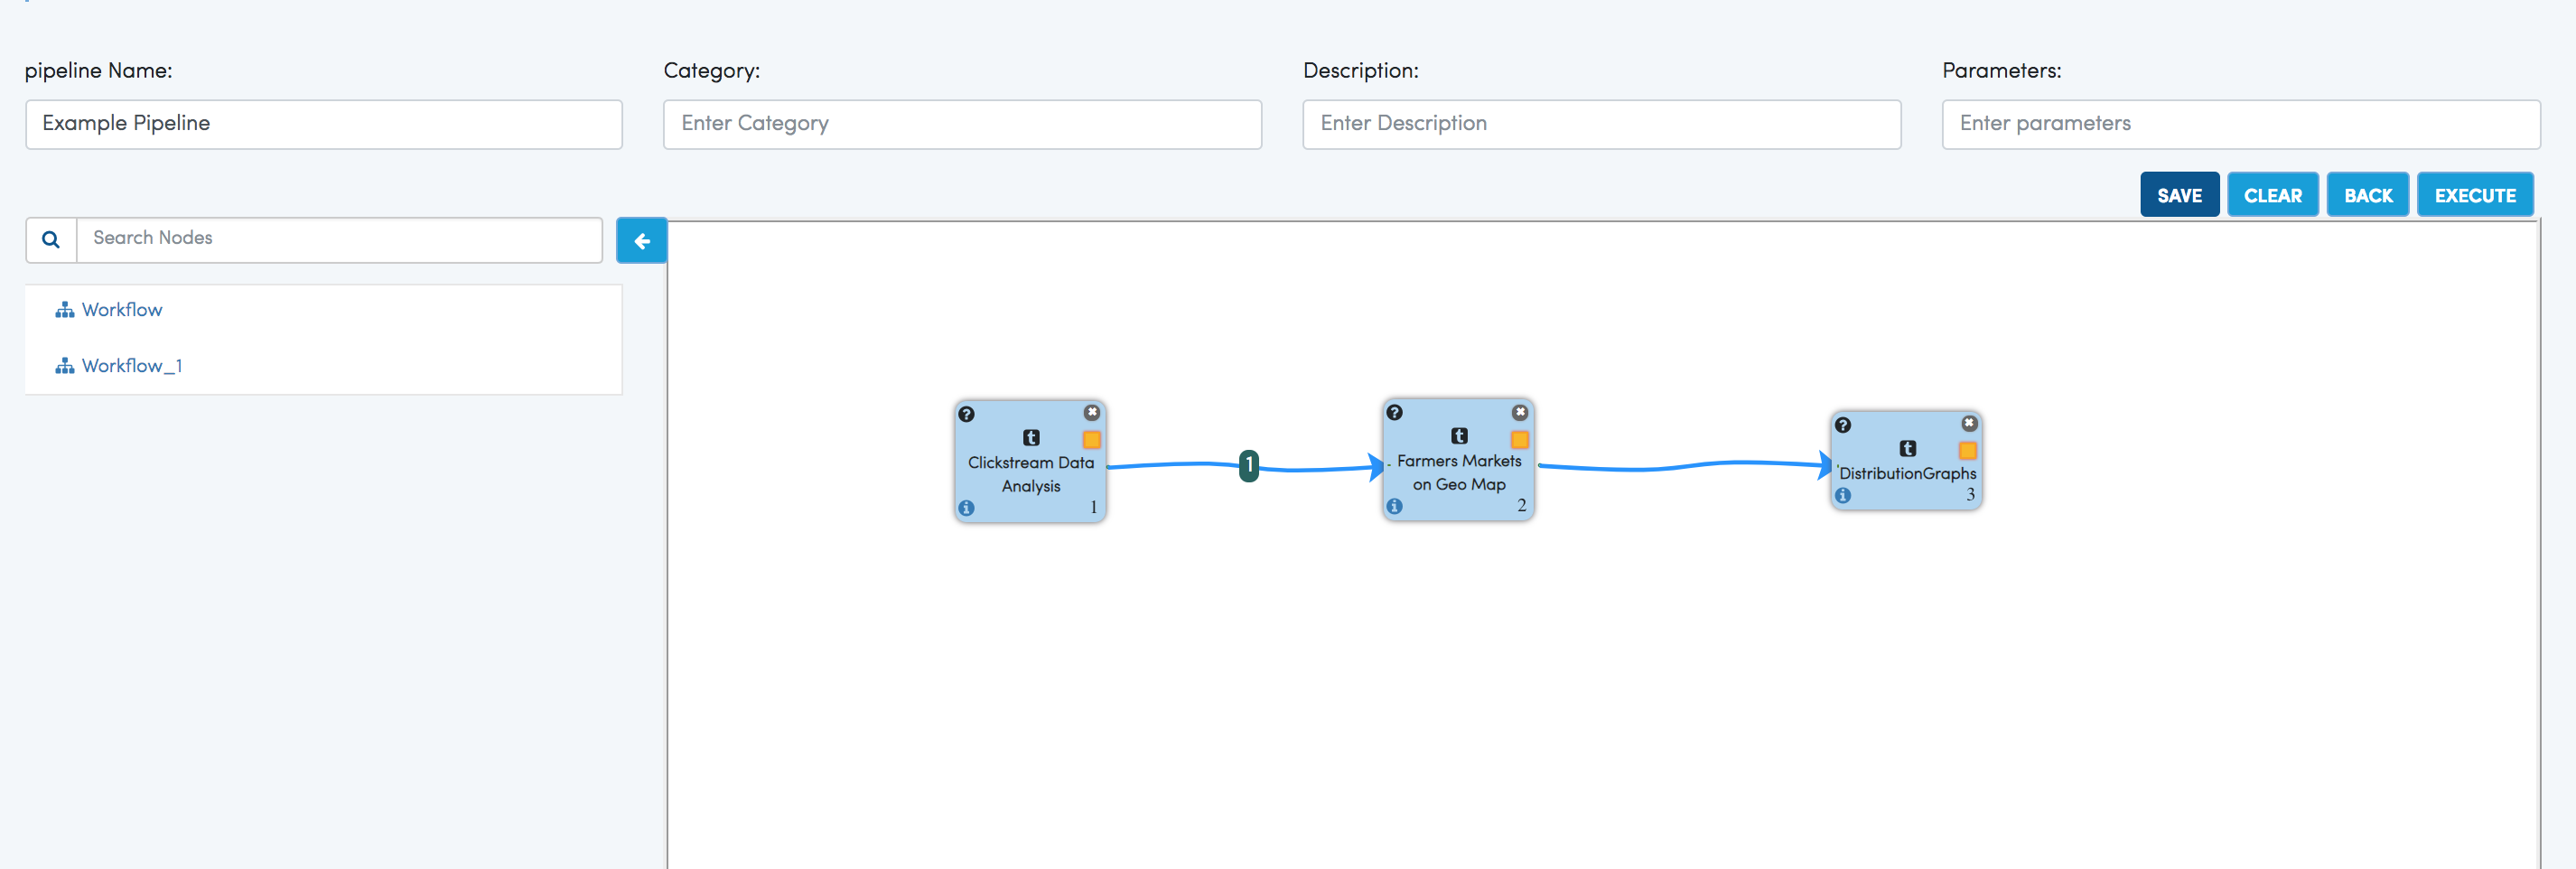 pipeline Name:
Category:
Description:
Parameters:
Example Pipeline
Enter Category
Enter Description
Enter parameters
SAVE
CLEAR
BACK
EXECUTE
Search Nodes
Workflow
Workflow_1
Clickstream Data
Analysis
1
1
Farmers Markets
on Geo Map
2
DistributionGraphs
3